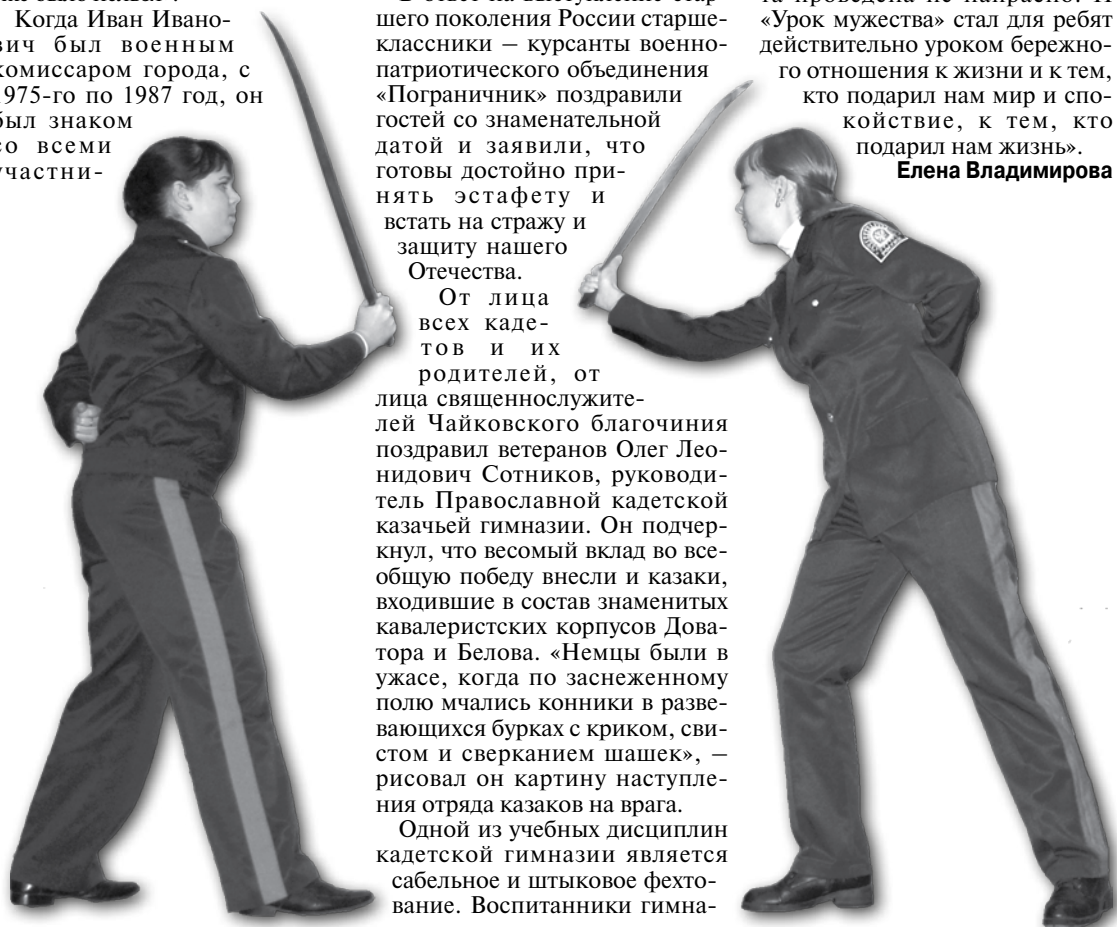 Когда Иван Ивано-
вич был военным
комиссаром города, с
1975-го по 1987 год, он
был знаком
со всеми
участни-
В ответ на выступление стар-
шего поколения России старше-
классники – курсанты военно-
патриотического объединения
«Пограничник» поздравили
гостей со знаменательной
датой и заявили, что
готовы достойно при-
нять эстафету и
встать на стражу и
защиту нашего
Отечества.
От лица
всех каде-
тов и их
родителей, от
лица священнослужите-
лей Чайковского благочиния
поздравил ветеранов Олег Лео-
нидович Сотников, руководи-
тель Православной кадетской
казачьей гимназии. Он подчер-
кнул, что весомый вклад во все-
общую победу внесли и казаки,
входившие в состав знаменитых
кавалеристских корпусов Дова-
тора и Белова. «Немцы были в
ужасе, когда по заснеженному
полю мчались конники в разве-
вающихся бурках с криком, сви-
стом и сверканием шашек», –
рисовал он картину наступле-
ния отряда казаков на врага.
Одной из учебных дисциплин
кадетской гимназии является
сабельное и штыковое фехто-
вание. Воспитанники гимна-
та проведена не напрасно. И
«Урок мужества» стал для ребят
действительно уроком бережно-
го отношения к жизни и к тем,
кто подарил нам мир и спо-
койствие, к тем, кто
подарил нам жизнь».
Елена Владимирова